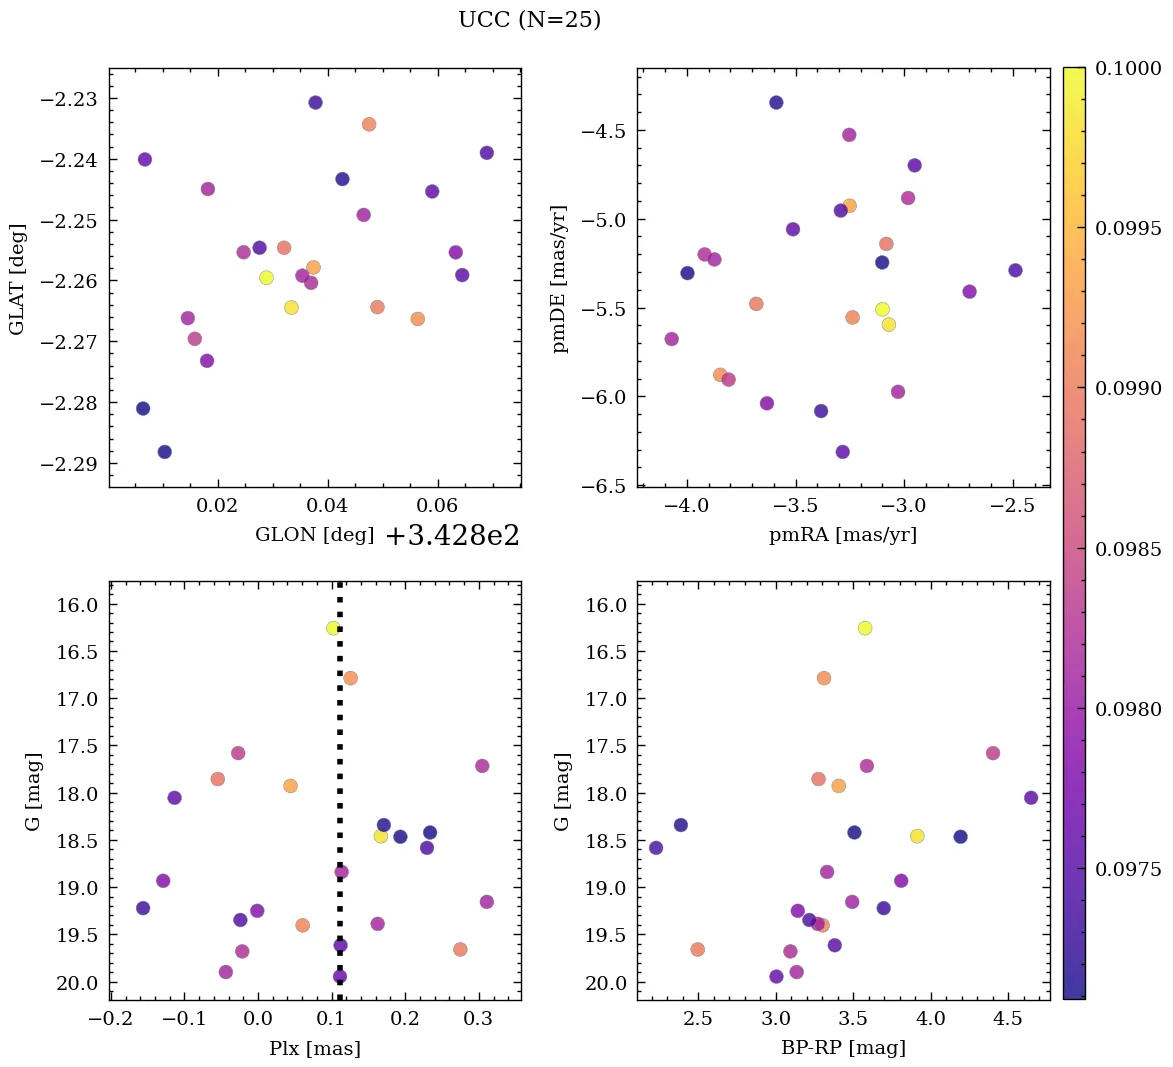 UCC (N=25)
−2.23
−2.24
−2.25
−2.26
−2.27
−2.28
−2.29
GLAT [deg]
0.02 0.04 0.06
GLON [deg] +3.428e2
−4.5
−5.0
−5.5
−6.0
−6.5
pmDE [mas/yr]
−4.0 −3.5 −3.0 −2.5
pmRA [mas/yr]
16.0
16.5
17.0
17.5
18.0
18.5
19.0
19.5
20.0
G [mag]
−0.2 −0.1 0.0 0.1 0.2 0.3
Plx [mas]
16.0
16.5
17.0
17.5
18.0
18.5
19.0
19.5
20.0
G [mag]
2.5 3.0 3.5 4.0 4.5
BP-RP [mag]
0.1000
0.0995
0.0990
0.0985
0.0980
0.0975